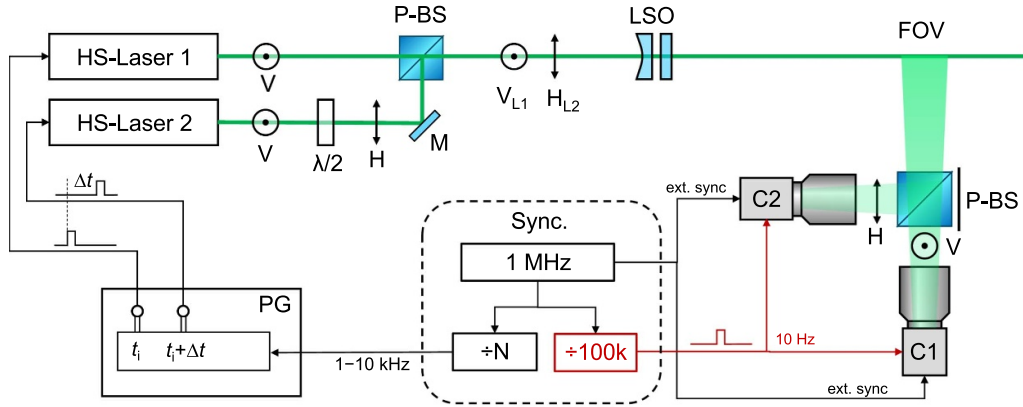 P-BS
LSO
FOV
HS-Laser 1
V
V_L1
H_L2
HS-Laser 2
V
λ/2
H
M
Δt
ext. sync
C2
H
P-BS
V
Sync.
1 MHz
PG
t_i
t_i+Δt
1–10 kHz
÷N
÷100k
10 Hz
C1
ext. sync